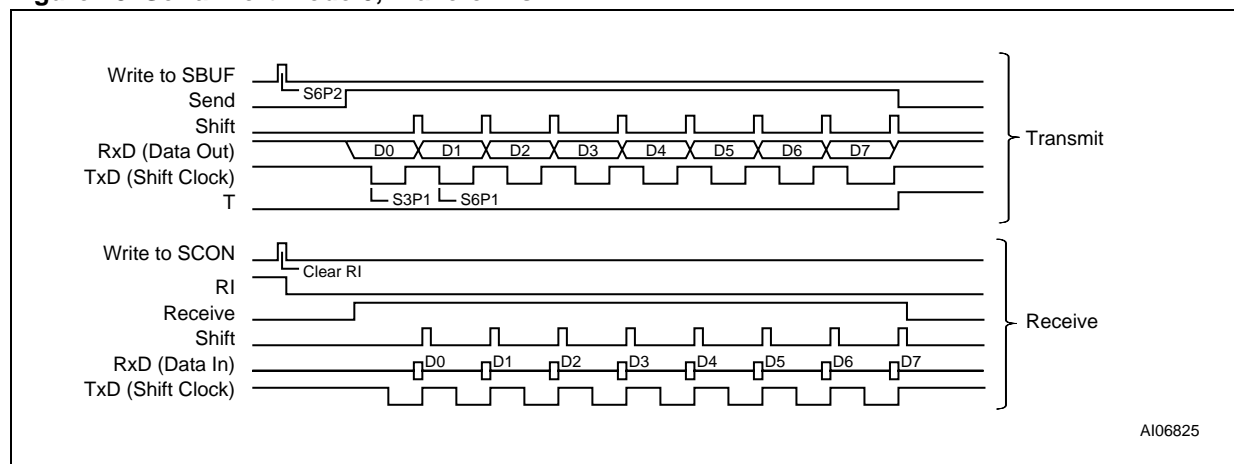 Write to SBUF
S6P2
Send
Shift
RxD (Data Out)
D0 D1 D2 D3 D4 D5 D6 D7
TxD (Shift Clock)
S3P1 S6P1
T
Transmit
Write to SCON
Clear RI
RI
Receive
Shift
RxD (Data In)
D0 D1 D2 D3 D4 D5 D6 D7
TxD (Shift Clock)
Receive
AI06825